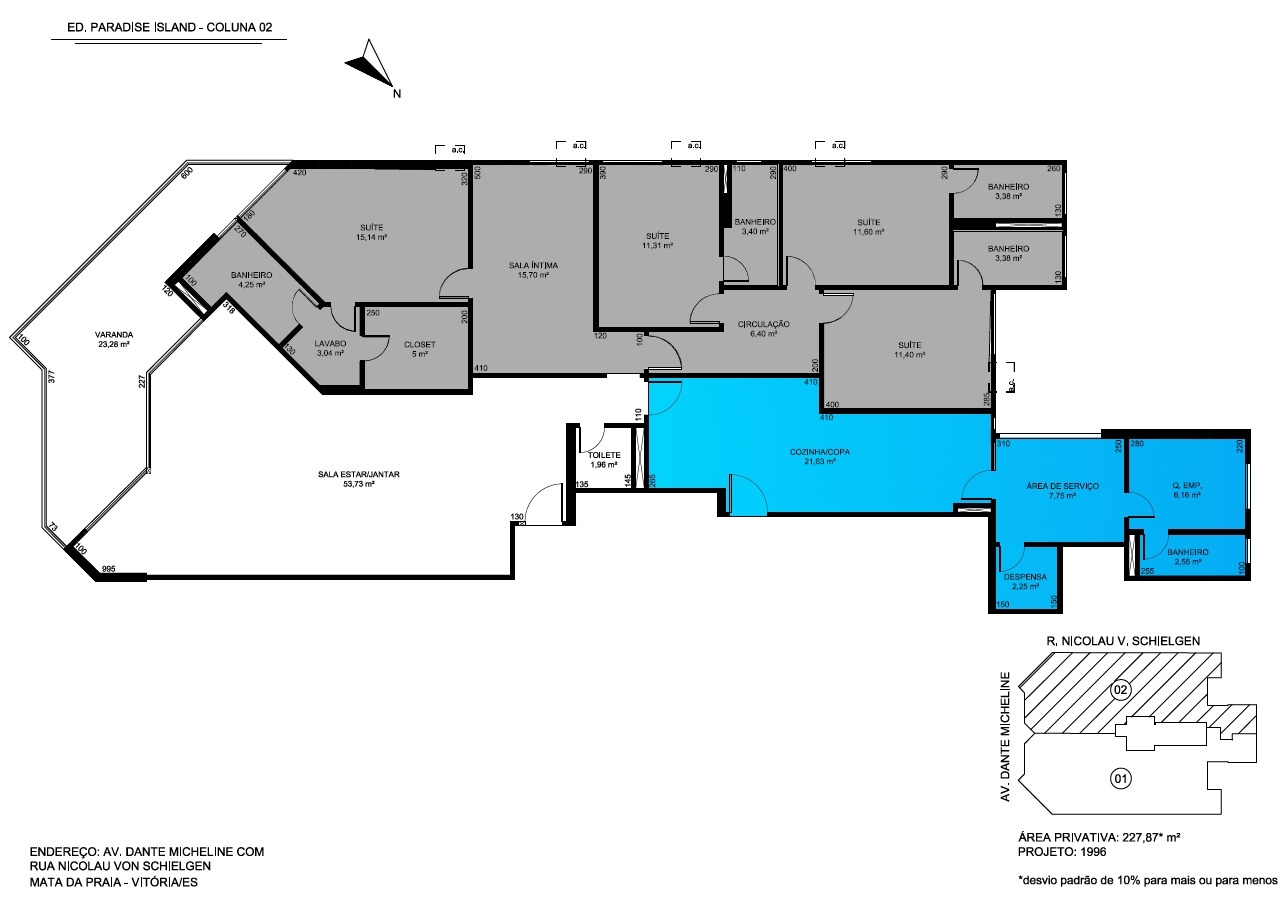 ED. PARADISE ISLAND - COLUNA 02
N
a.c.
a.c.
a.c.
a.c.
600
420
320
500
290
390
290
110
290
400
290
260
BANHEIRO
3,38 m²
130
180
270
SUÍTE
15,14 m²
SALA ÍNTIMA
15,70 m²
SUÍTE
11,31 m²
BANHEIRO
3,40 m²
SUÍTE
11,60 m²
BANHEIRO
3,38 m²
130
BANHEIRO
4,25 m²
100
120
318
VARANDA
23,28 m²
100
377
227
130
LAVABO
3,04 m²
250
200
CLOSET
5 m²
120
100
410
CIRCULAÇÃO
6,40 m²
200
SUÍTE
11,40 m²
400
285
a.c.
410
410
110
COZINHA/COPA
21,63 m²
265
TOILETE
1,96 m²
135
145
SALA ESTAR/JANTAR
53,73 m²
130
73
100
995
310
250
ÁREA DE SERVIÇO
7,75 m²
280
220
Q. EMP.
6,16 m²
BANHEIRO
2,55 m²
255
100
DESPENSA
2,25 m²
150
150
R. NICOLAU V. SCHIELGEN
AV. DANTE MICHELINE
02
01
ÁREA PRIVATIVA: 227,87* m²
PROJETO: 1996
*desvio padrão de 10% para mais ou para menos
ENDEREÇO: AV. DANTE MICHELINE COM
RUA NICOLAU VON SCHIELGEN
MATA DA PRAIA - VITÓRIA/ES